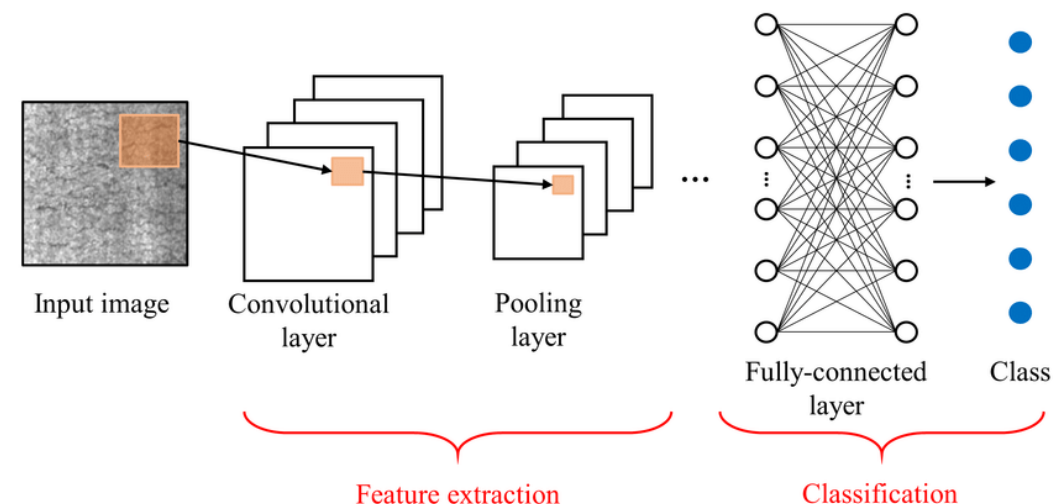 ...
Input image
Convolutional
layer
Pooling
layer
Fully-connected
layer
Class
Feature extraction
Classification